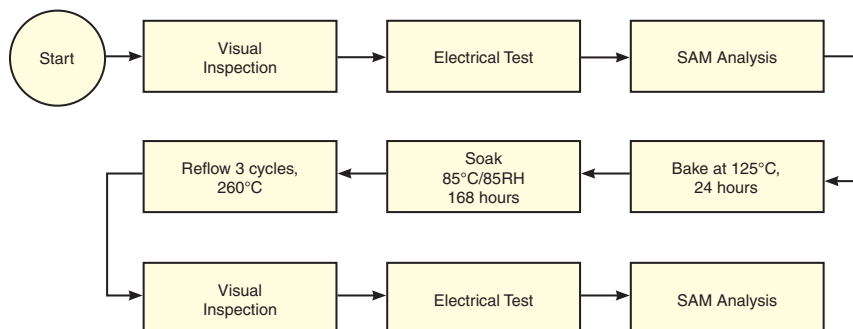 Start
Visual
Inspection
Electrical Test
SAM Analysis
Bake at 125°C,
24 hours
Soak
85°C/85RH
168 hours
Reflow 3 cycles,
260°C
Visual
Inspection
Electrical Test
SAM Analysis